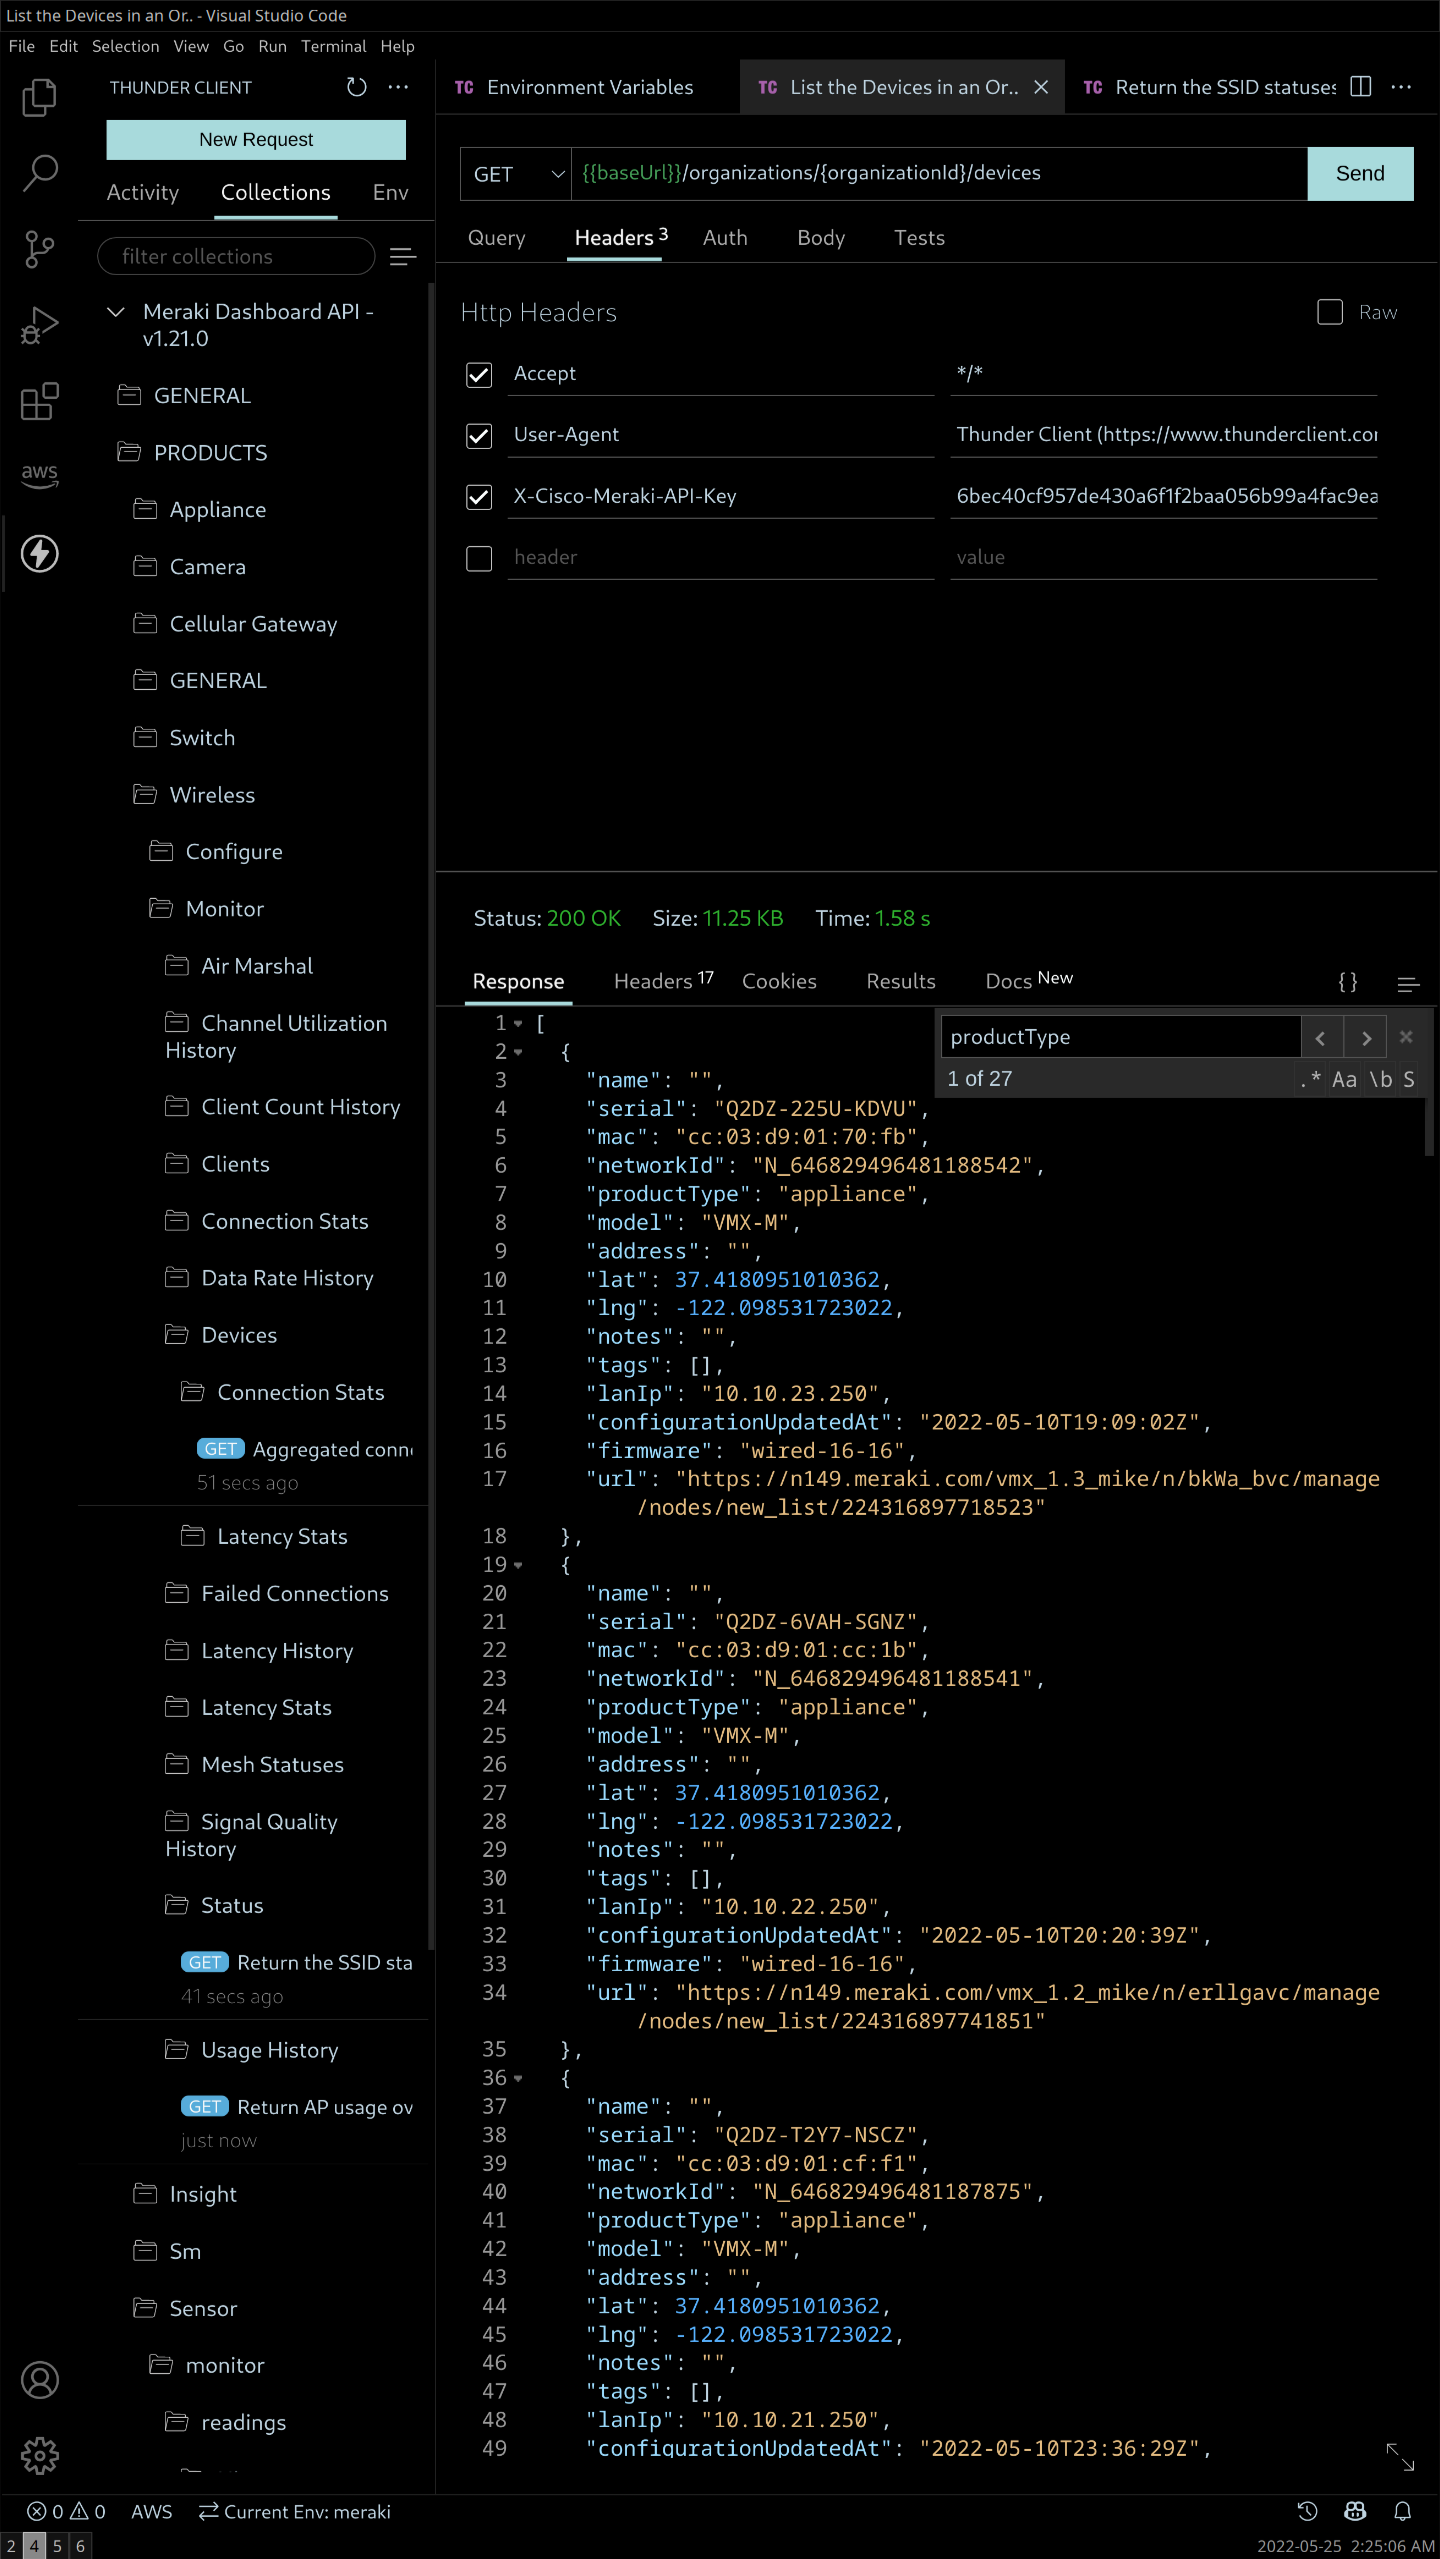 List the Devices in an Or.. - Visual Studio Code
File Edit Selection View Go Run Terminal Help
THUNDER CLIENT
New Request
Activity Collections Env
filter collections
Meraki Dashboard API -
v1.21.0
GENERAL
PRODUCTS
Appliance
Camera
aws
Cellular Gateway
GENERAL
Switch
Wireless
Configure
Monitor
Air Marshal
Channel Utilization
History
Client Count History
Clients
Connection Stats
Data Rate History
Devices
Connection Stats
GET Aggregated conn
51 secs ago
Latency Stats
Failed Connections
Latency History
Latency Stats
Mesh Statuses
Signal Quality
History
Status
GET Return the SSID sta
41 secs ago
Usage History
GET Return AP usage ov
just now
Insight
Sm
Sensor
monitor
readings
TC Environment Variables TC List the Devices in an Or.. TC Return the SSID statuses
GET {{baseUrl}}/organizations/{organizationId}/devices Send
Query Headers 3 Auth Body Tests
Http Headers Raw
Accept */*
User-Agent Thunder Client (https://www.thunderclient.co
X-Cisco-Meraki-API-Key 6bec40cf957de430a6f1f2baa056b99a4fac9ea
header value
Status: 200 OK Size: 11.25 KB Time: 1.58 s
Response Headers 17 Cookies Results Docs New { }
productType
1 of 27 .* Aa \b S
1 [
2 {
3 "name": "",
4 "serial": "Q2DZ-225U-KDVU",
5 "mac": "cc:03:d9:01:70:fb",
6 "networkId": "N_646829496481188542",
7 "productType": "appliance",
8 "model": "VMX-M",
9 "address": "",
10 "lat": 37.4180951010362,
11 "lng": -122.098531723022,
12 "notes": "",
13 "tags": [],
14 "lanIp": "10.10.23.250",
15 "configurationUpdatedAt": "2022-05-10T19:09:02Z",
16 "firmware": "wired-16-16",
17 "url": "https://n149.meraki.com/vmx_1.3_mike/n/bkWa_bvc/manage
/nodes/new_list/224316897718523"
18 },
19 {
20 "name": "",
21 "serial": "Q2DZ-6VAH-SGNZ",
22 "mac": "cc:03:d9:01:cc:1b",
23 "networkId": "N_646829496481188541",
24 "productType": "appliance",
25 "model": "VMX-M",
26 "address": "",
27 "lat": 37.4180951010362,
28 "lng": -122.098531723022,
29 "notes": "",
30 "tags": [],
31 "lanIp": "10.10.22.250",
32 "configurationUpdatedAt": "2022-05-10T20:20:39Z",
33 "firmware": "wired-16-16",
34 "url": "https://n149.meraki.com/vmx_1.2_mike/n/erllgavc/manage
/nodes/new_list/224316897741851"
35 },
36 {
37 "name": "",
38 "serial": "Q2DZ-T2Y7-NSCZ",
39 "mac": "cc:03:d9:01:cf:f1",
40 "networkId": "N_646829496481187875",
41 "productType": "appliance",
42 "model": "VMX-M",
43 "address": "",
44 "lat": 37.4180951010362,
45 "lng": -122.098531723022,
46 "notes": "",
47 "tags": [],
48 "lanIp": "10.10.21.250",
49 "configurationUpdatedAt": "2022-05-10T23:36:29Z",
0 0 AWS Current Env: meraki
2 4 5 6 2022-05-25 2:25:06 AM